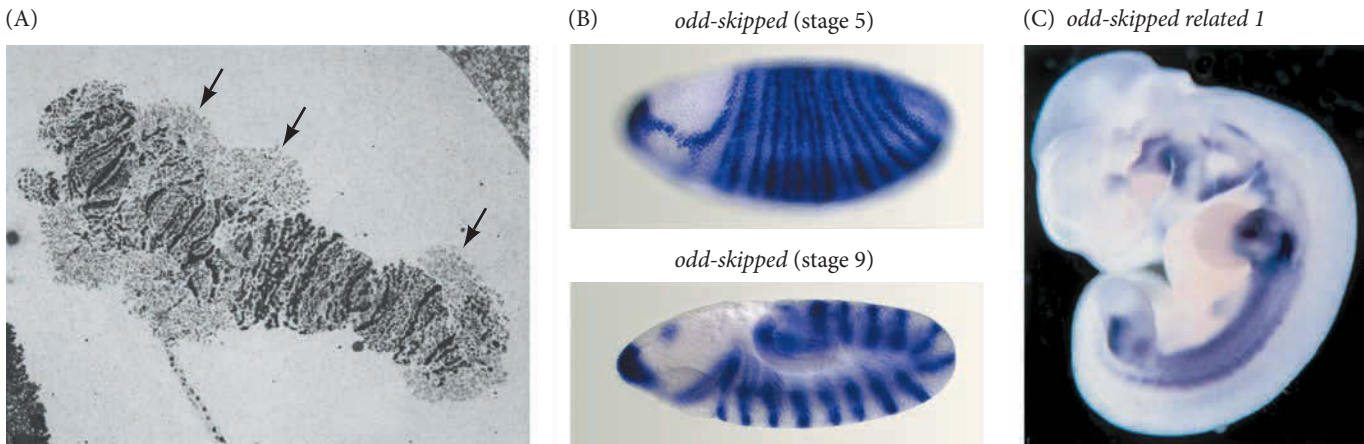 (A)
(B) odd-skipped (stage 5)
odd-skipped (stage 9)
(C) odd-skipped related 1